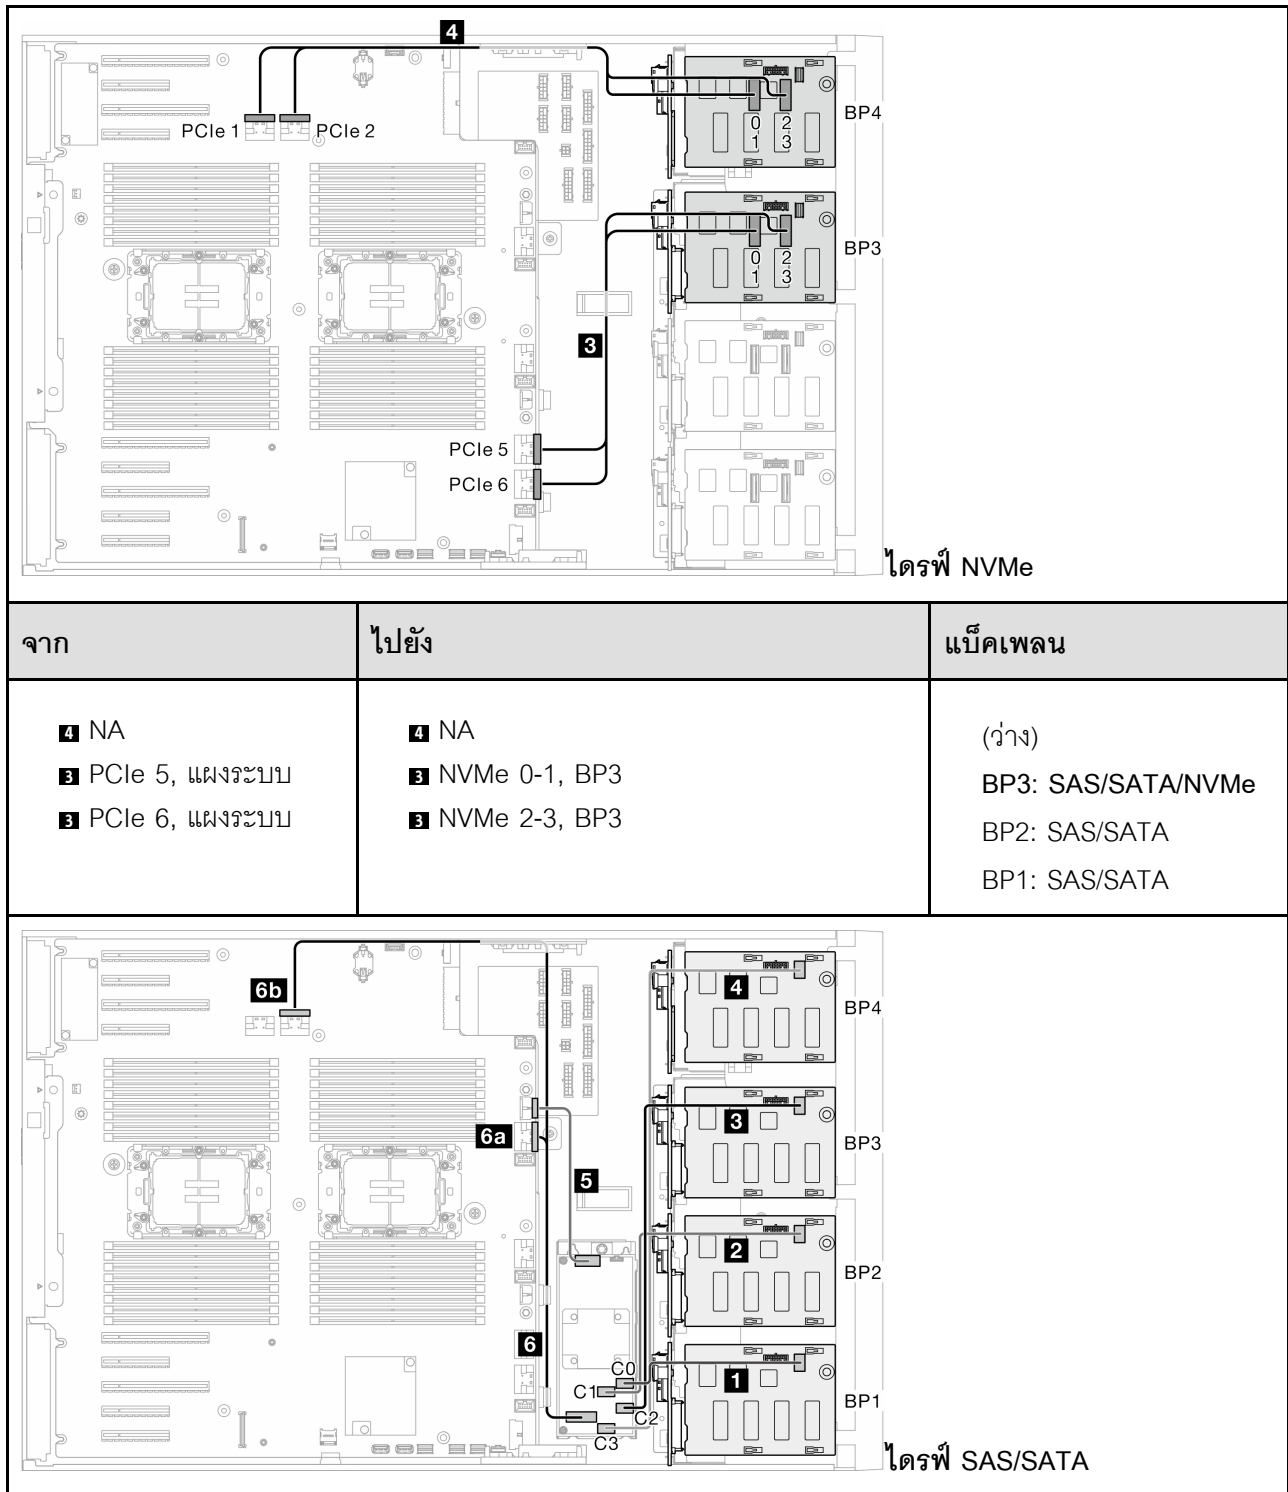 4
PCIe 1
PCIe 2
0
1
2
3
BP4
0
1
2
3
BP3
3
PCIe 5
PCIe 6
ไดรฟ์ NVMe
จาก
ไปยัง
แบ็คเพลน
4 NA
3 PCIe 5, แผงระบบ
3 PCIe 6, แผงระบบ
4 NA
3 NVMe 0-1, BP3
3 NVMe 2-3, BP3
(ว่าง)
BP3: SAS/SATA/NVMe
BP2: SAS/SATA
BP1: SAS/SATA
6b
4
BP4
6a
3
BP3
5
2
BP2
6
C0
C1
C2
C3
1
BP1
ไดรฟ์ SAS/SATA